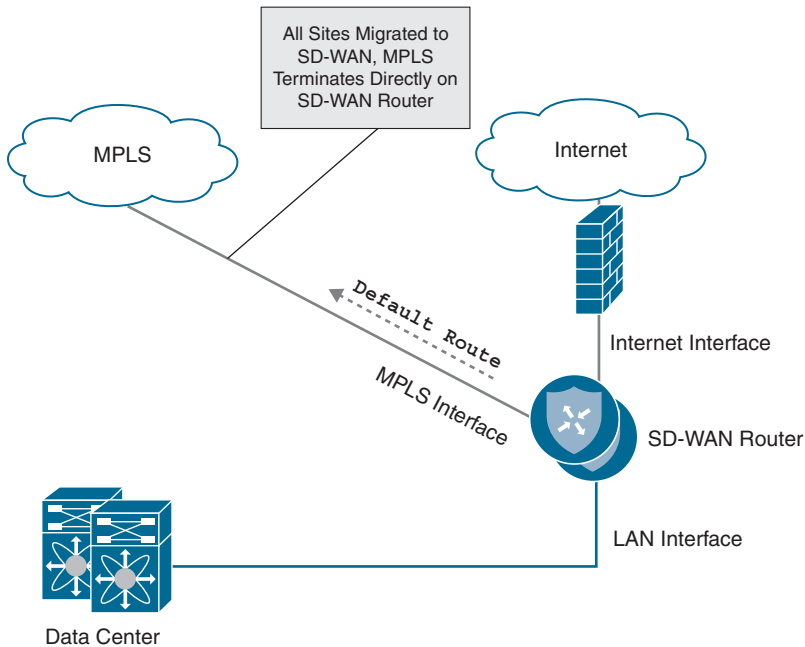 All Sites Migrated to
SD-WAN, MPLS
Terminates Directly on
SD-WAN Router
MPLS
Internet
Default Route
MPLS Interface
Internet Interface
SD-WAN Router
LAN Interface
Data Center